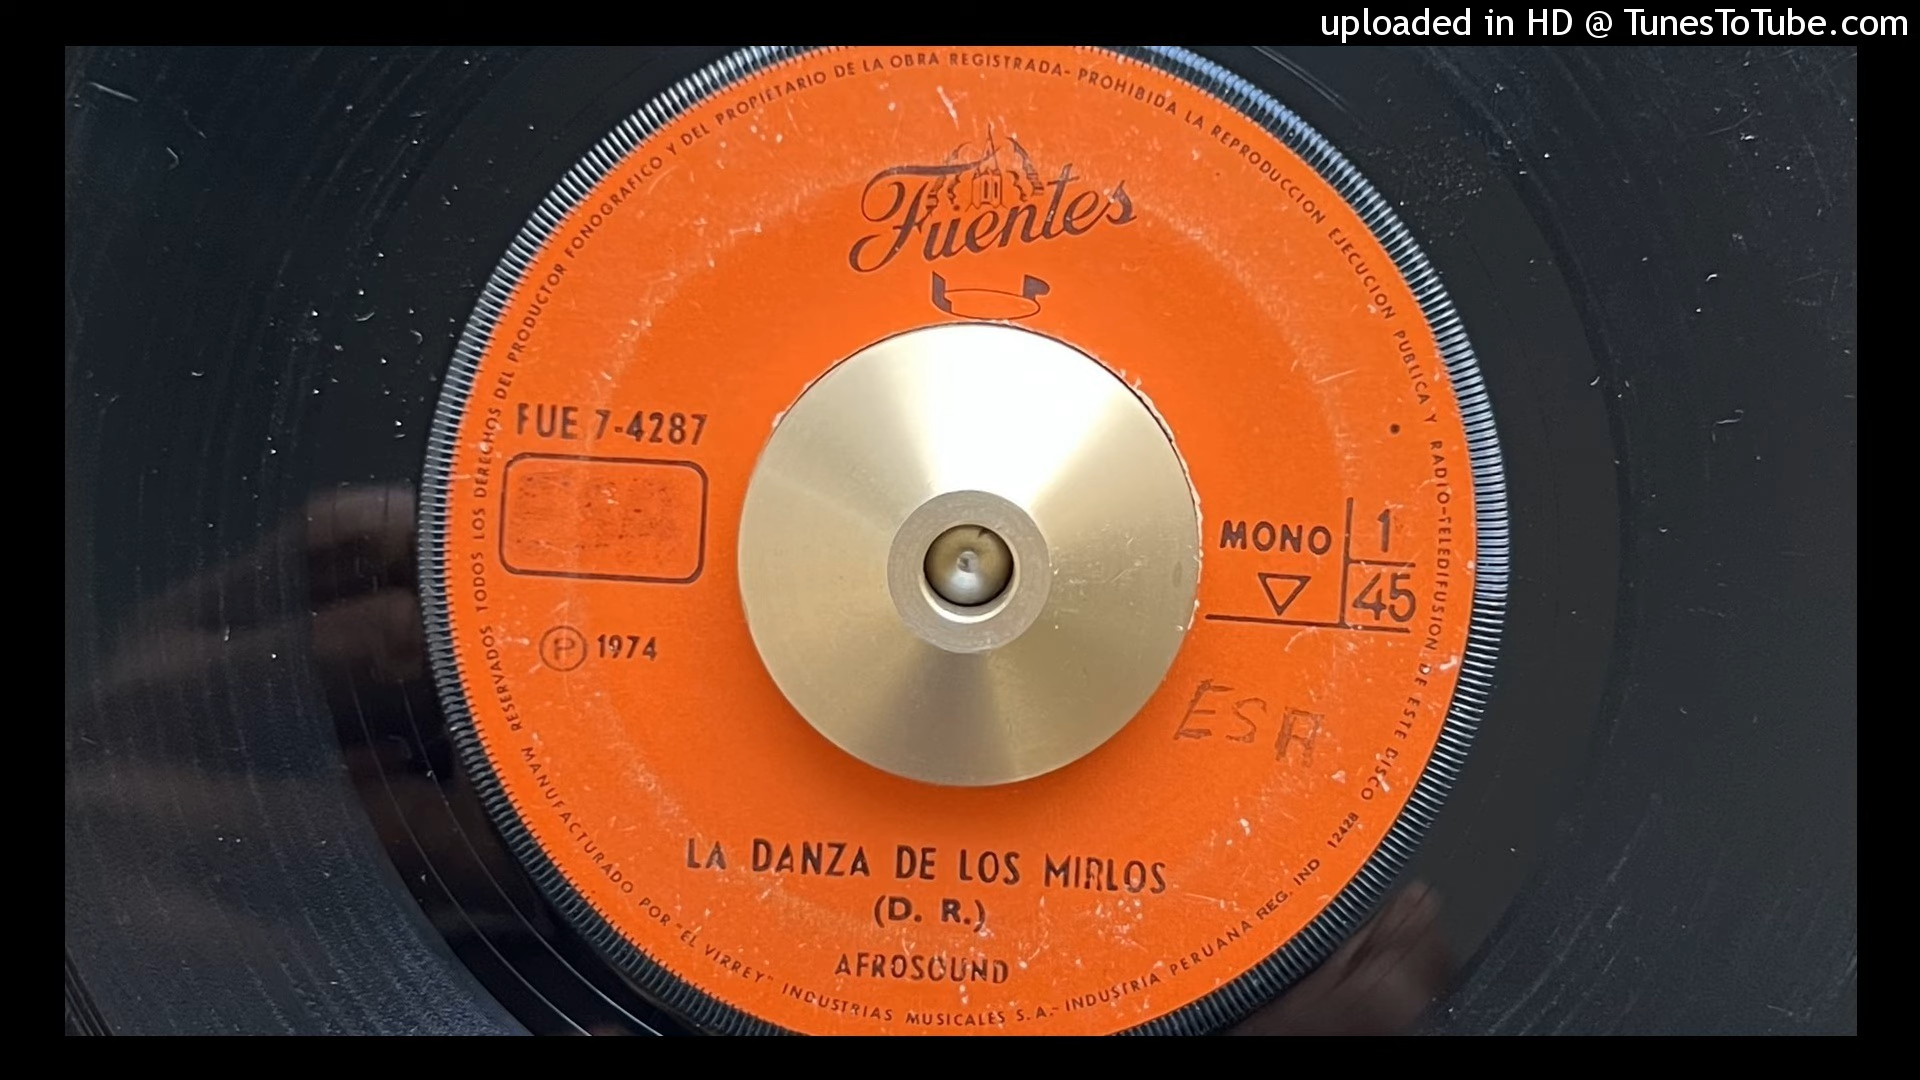 uploaded in HD @ TunesToTube.com
RESERVADOS TODOS LOS DERECHOS DEL PRODUCTOR FONOGRAFICO Y DEL PROPIETARIO DE LA OBRA REGISTRADA- PROHIBIDA LA REPRODUCCION EJECUCION PUBLICA Y RADIO-TELEDIFUSION DE ESTE DISCO
Fuentes
FUE 7-4287
MONO 1
45
Ⓟ 1974
ESA
LA DANZA DE LOS MIRLOS
(D. R.)
AFROSOUND
MANUFACTURADO POR "EL VIRREY" INDUSTRIAS MUSICALES S.A.- INDUSTRIA PERUANA REG. IND 12428